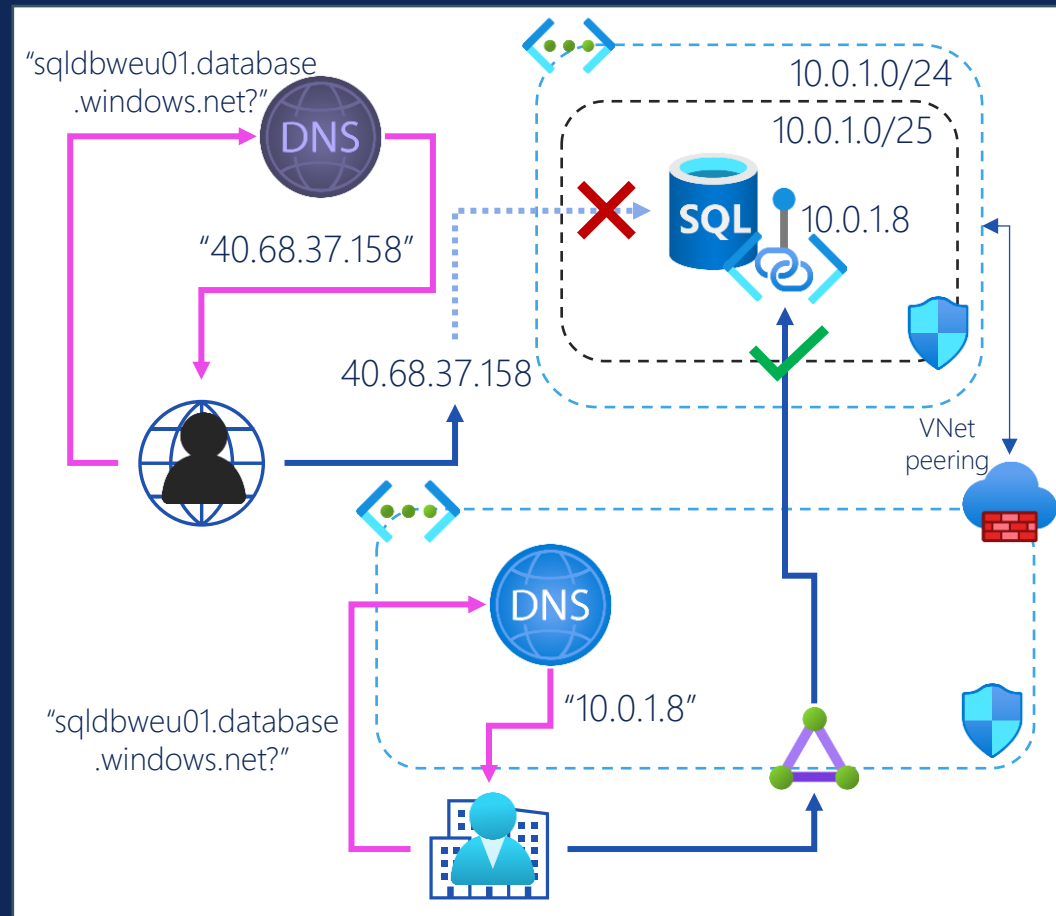 “sqldbweu01.database
.windows.net?”
DNS
“40.68.37.158”
40.68.37.158
10.0.1.0/24
10.0.1.0/25
SQL
10.0.1.8
VNet
peering
DNS
“sqldbweu01.database
.windows.net?”
“10.0.1.8”